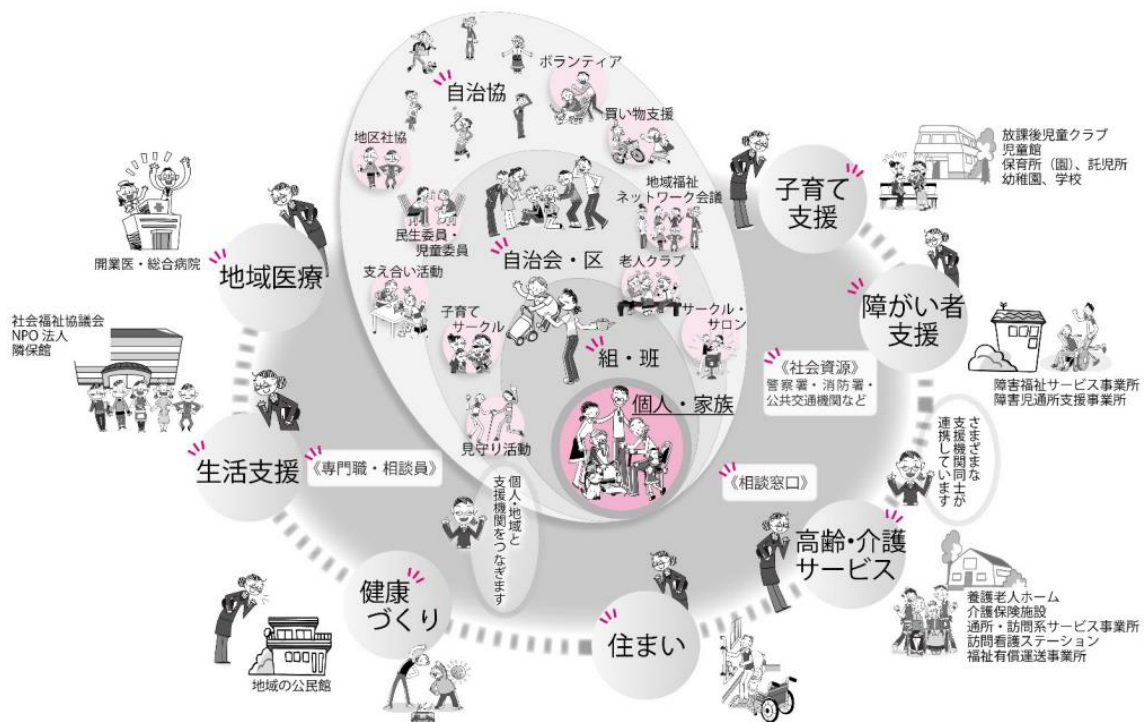 自治協
ボランティア
買い物支援
地区社協
民生委員・
児童委員
地域福祉
ネットワーク会議
自治会・区
老人クラブ
支え合い活動
子育て
サークル
サークル・
サロン
組・班
見守り活動
個人・家族
子育て
支援
放課後児童クラブ
児童館
保育所（園）、託児所
幼稚園、学校
障がい者
支援
障害福祉サービス事業所
障害児通所支援事業所
《社会資源》
警察署・消防署・
公共交通機関など
さまざまな
支援機関同士が
連携しています
《相談窓口》
高齢・介護
サービス
養護老人ホーム
介護保険施設
通所・訪問系サービス事業所
訪問看護ステーション
福祉有償運送事業所
住まい
健康
づくり
地域の公民館
個人・地域と
支援機関をつなぎます
《専門職・相談員》
生活支援
社会福祉協議会
NPO 法人
隣保館
地域医療
開業医・総合病院